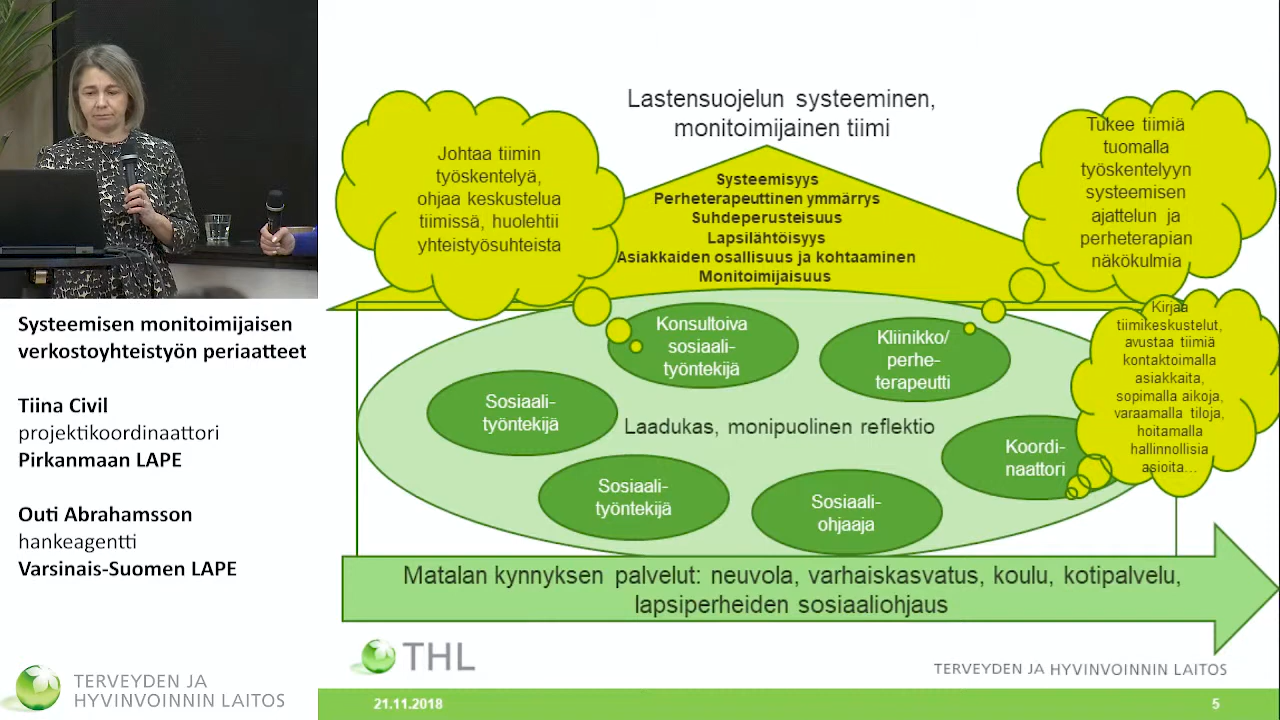 Systeemisen monitoimijaisen
verkostoyhteistyön periaatteet
Tiina Civil
projektikoordinaattori
Pirkanmaan LAPE
Outi Abrahamsson
hankeagentti
Varsinais-Suomen LAPE
TERVEYDEN JA
HYVINVOINNIN LAITOS
Lastensuojelun systeeminen,
monitoimijainen tiimi
Johtaa tiimin
työskentelyä,
ohjaa keskustelua
tiimissä, huolehtii
yhteistyösuhteista
Systeemisyys
Perheterapeuttinen ymmärrys
Suhdeperusteisuus
Lapsilähtöisyys
Asiakkaiden osallisuus ja kohtaaminen
Monitoimijaisuus
Tukee tiimiä
tuomalla
työskentelyyn
systeemisen
ajattelun ja
perheterapian
näkökulmia
Kirjaa
tiimikeskustelut,
avustaa tiimiä
kontaktoimalla
asiakkaita,
sopimalla aikoja,
varaamalla tiloja,
hoitamalla
hallinnollisia
asioita...
Konsultoiva
sosiaali-
työntekijä
Kliinikko/
perhe-
terapeutti
Sosiaali-
työntekijä
Laadukas, monipuolinen reflektio
Koordi-
naattori
Sosiaali-
työntekijä
Sosiaali-
ohjaaja
Matalan kynnyksen palvelut: neuvola, varhaiskasvatus, koulu, kotipalvelu,
lapsiperheiden sosiaaliohjaus
THL
TERVEYDEN JA HYVINVOINNIN LAITOS
21.11.2018
5